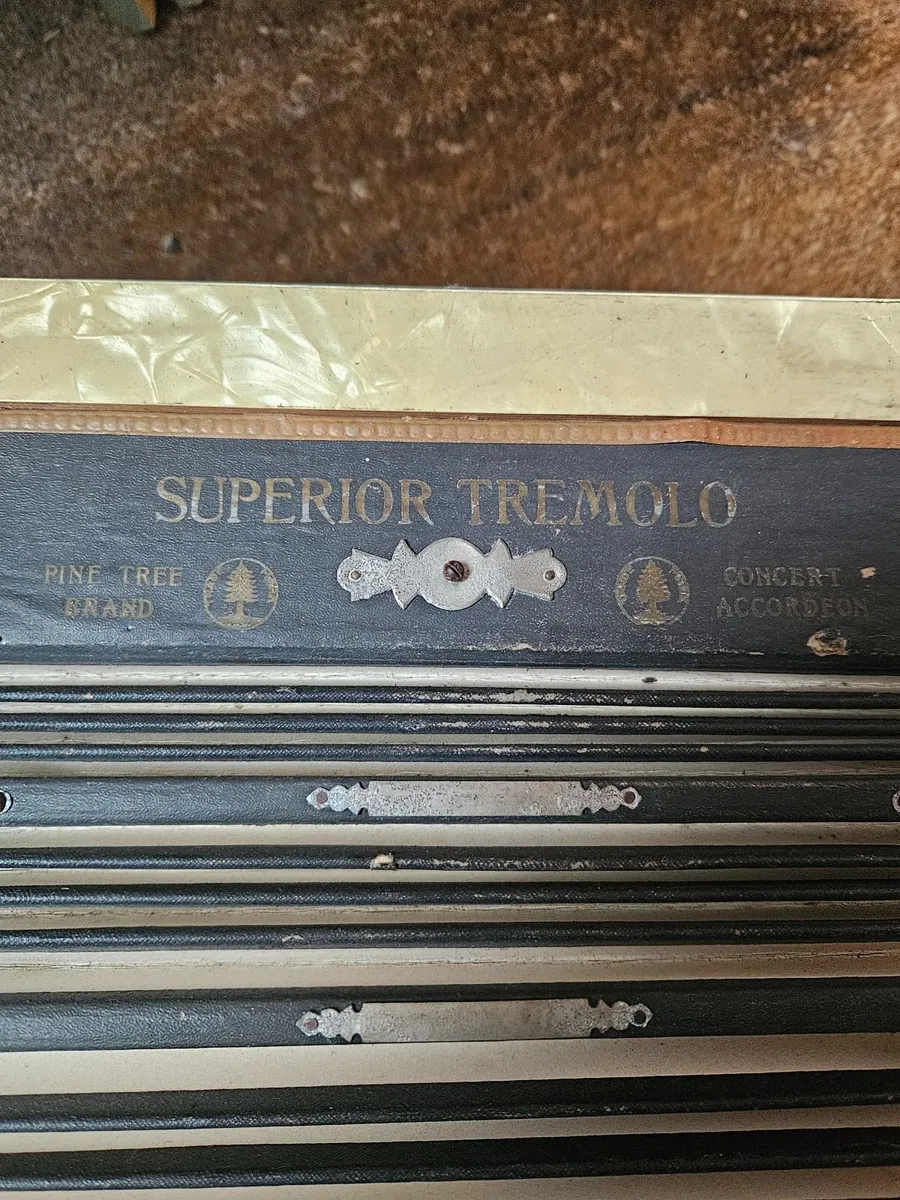 SUPERIOR TREMOLO
PINE TREE
BRAND
CONCERT
ACCORDEON